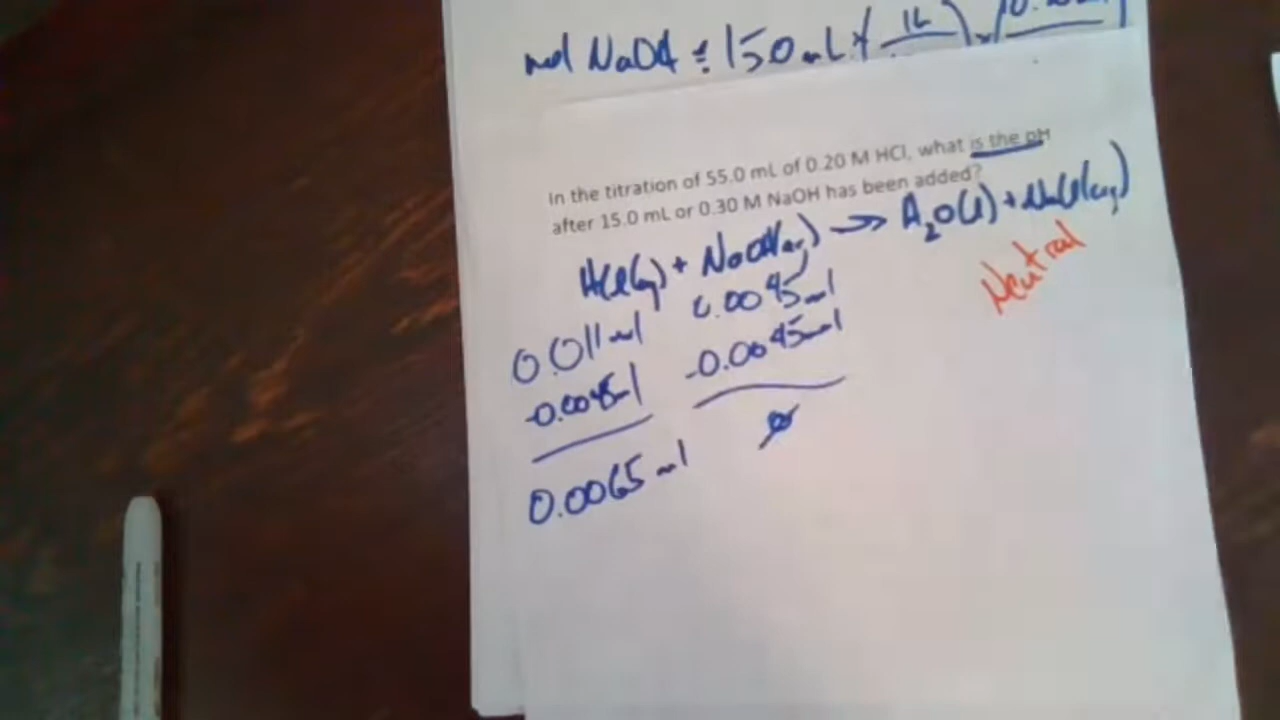 mol NaOH = 150 mL × ( 1L ) × (
In the titration of 55.0 mL of 0.20 M HCl, what is the pH
after 15.0 mL or 0.30 M NaOH has been added?
HCl(aq) + NaOH(aq) → H2O(l) + NaCl(aq)
Neutral
0.011 mol 0.0045 mol
-0.0045 mol -0.0045 mol
0.0065 mol ∅